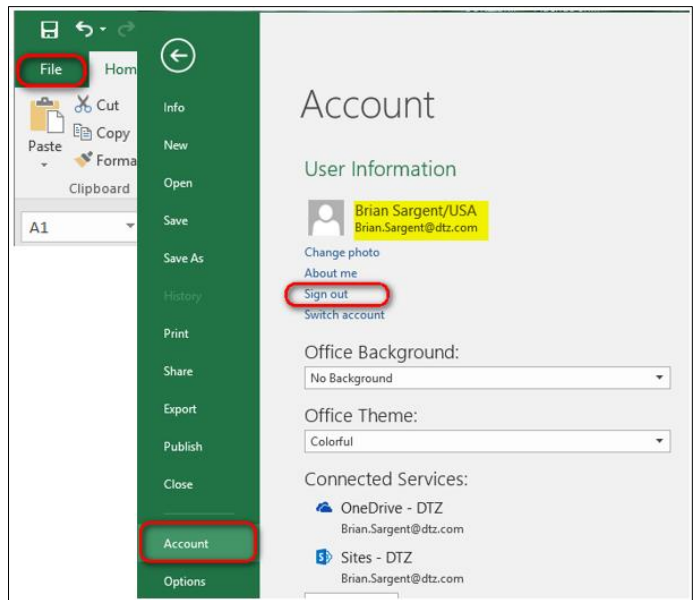 File
Hom
Cut
Copy
Forma
Paste
Clipboard
A1
Info
New
Open
Save
Save As
History
Print
Share
Export
Publish
Close
Account
Options
Account
User Information
Brian Sargent/USA
Brian.Sargent@dtz.com
Change photo
About me
Sign out
Switch account
Office Background:
No Background
Office Theme:
Colorful
Connected Services:
OneDrive - DTZ
Brian.Sargent@dtz.com
Sites - DTZ
Brian.Sargent@dtz.com